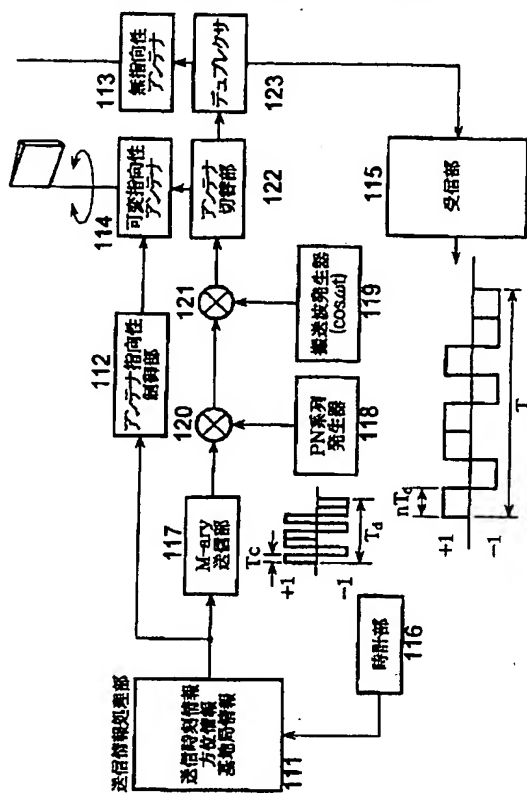 送信情報処理部
送信時刻情報
方位情報
基地局情報
111
時計部
116
アンテナ指向性
制御部
112
M-ary
送信部
117
120
PN系列
発生器
118
121
搬送波発生器
(cosωt)
119
可変指向性
アンテナ
114
アンテナ
切替部
122
無指向性
アンテナ
113
デュプレクサ
123
受信部
115
+1
-1
Tc
Td
+1
-1
nTc
T